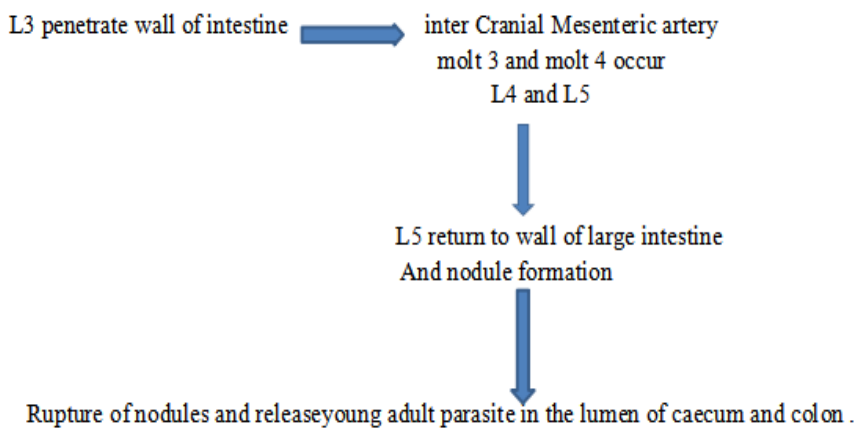 L3 penetrate wall of intestine
inter Cranial Mesenteric artery
molt 3 and molt 4 occur
L4 and L5
L5 return to wall of large intestine
And nodule formation
Rupture of nodules and releaseyoung adult parasite in the lumen of caecum and colon .